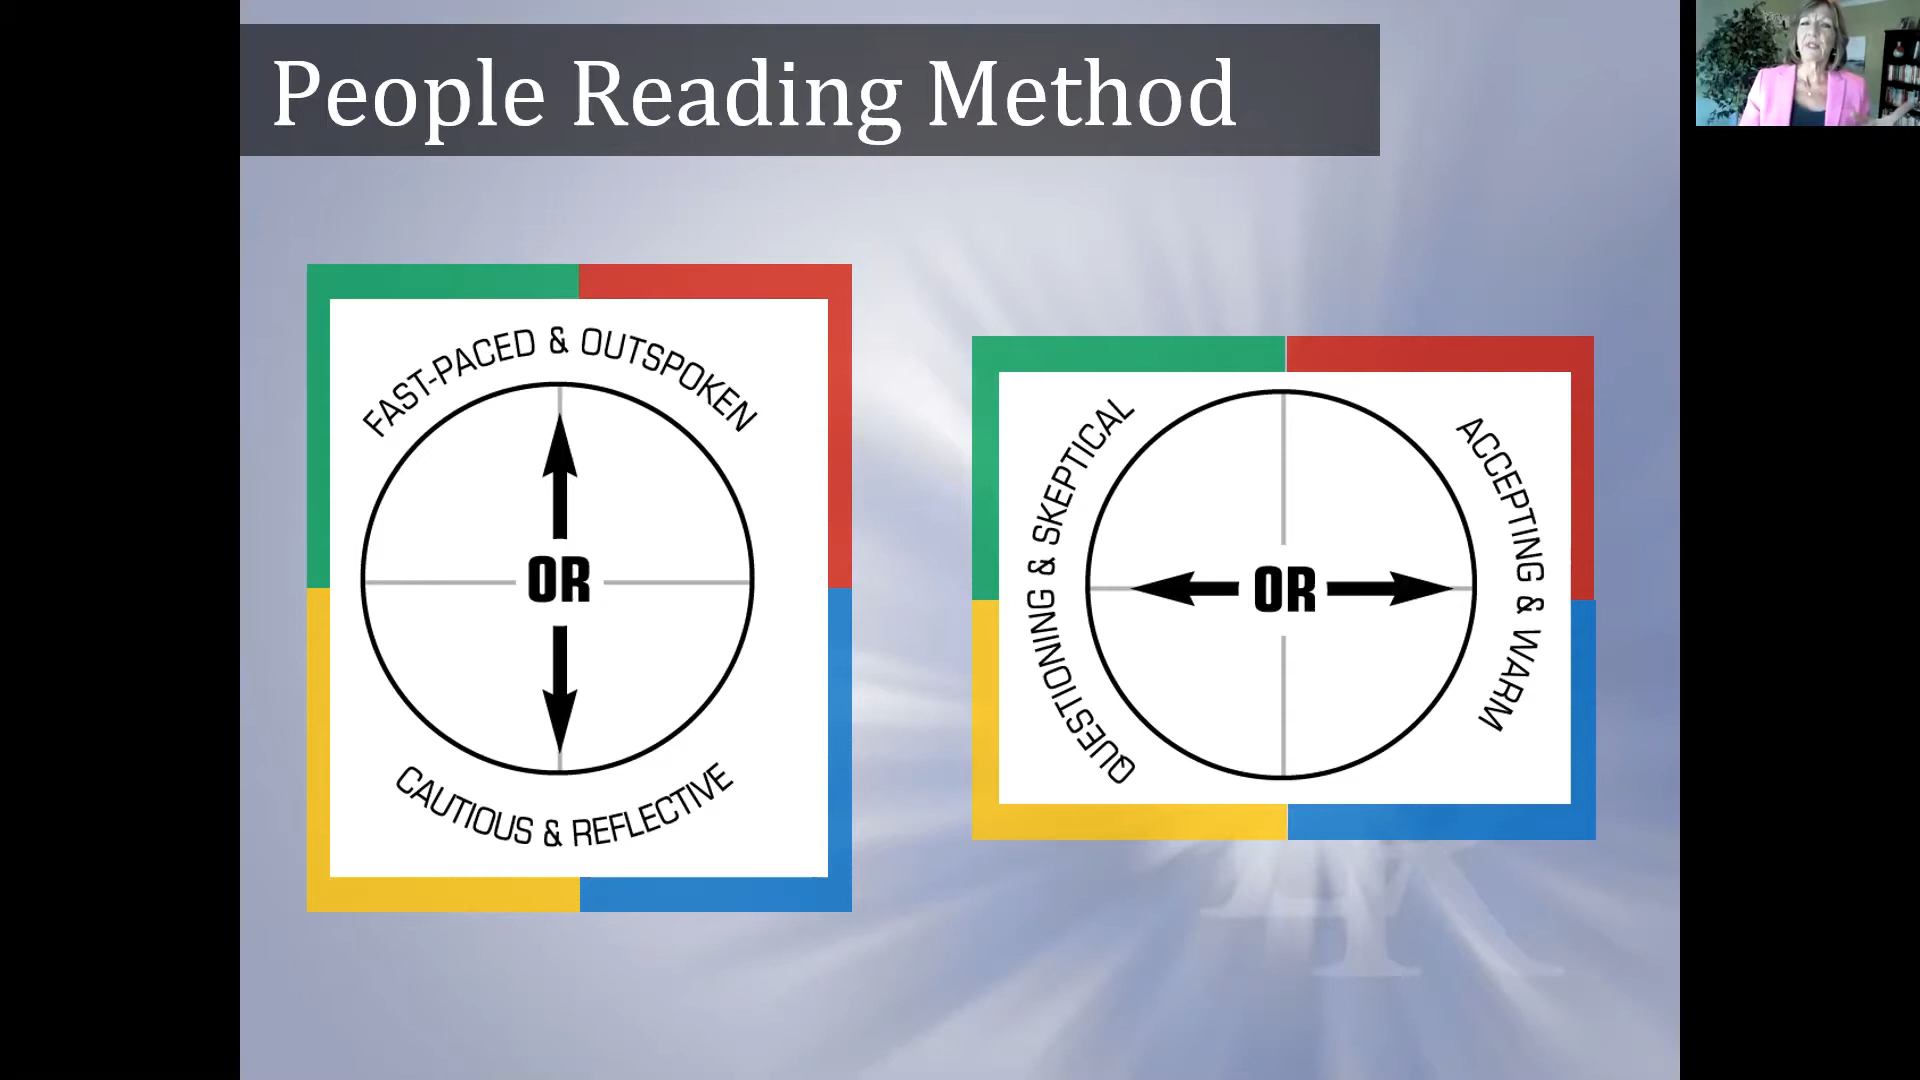 People Reading Method
FAST-PACED & OUTSPOKEN
OR
CAUTIOUS & REFLECTIVE
QUESTIONING & SKEPTICAL
OR
ACCEPTING & WARM